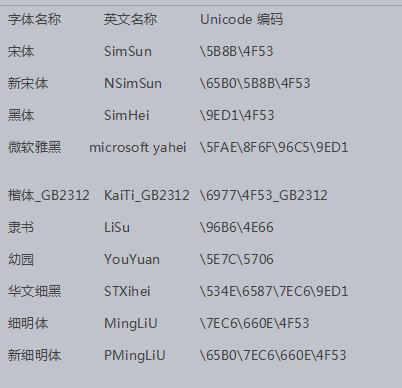 字体名称 英文名称 Unicode 编码
宋体 SimSun \5B8B\4F53
新宋体 NSimSun \65B0\5B8B\4F53
黑体 SimHei \9ED1\4F53
微软雅黑 microsoft yahei \5FAE\8F6F\96C5\9ED1
楷体_GB2312 KaiTi_GB2312 \6977\4F53_GB2312
隶书 LiSu \96B6\4E66
幼园 YouYuan \5E7C\5706
华文细黑 STXihei \534E\6587\7EC6\9ED1
细明体 MingLiU \7EC6\660E\4F53
新细明体 PMingLiU \65B0\7EC6\660E\4F53